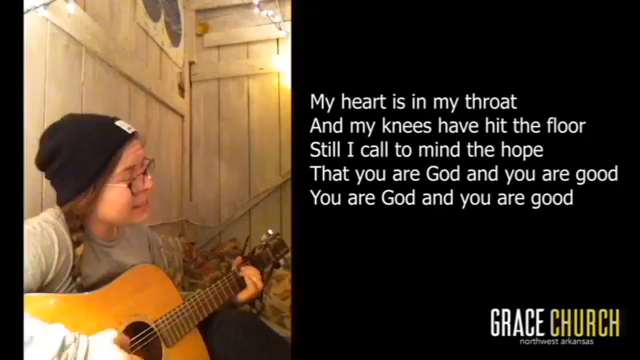 My heart is in my throat
And my knees have hit the floor
Still I call to mind the hope
That you are God and you are good
You are God and you are good
GRACE CHURCH
northwest arkansas